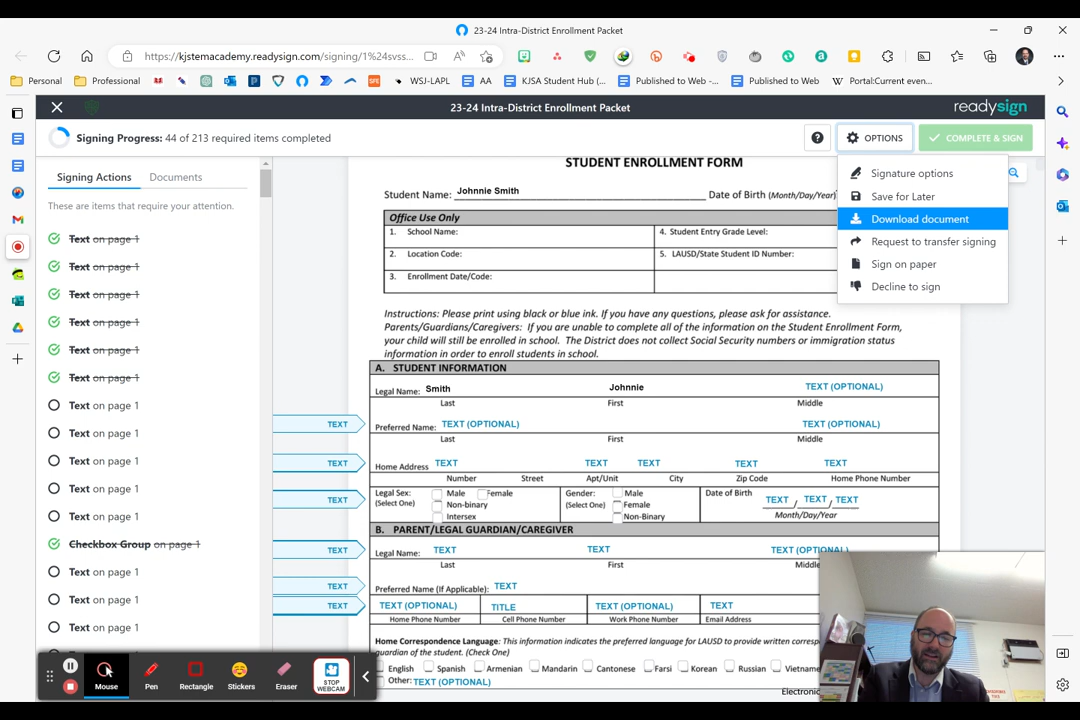 23-24 Intra-District Enrollment Packet
https://kjstemacademy.readysign.com/signing/1%24svss...
Personal
Professional
WSJ-LAPL
AA
KJSA Student Hub (...
Published to Web -...
Published to Web
Portal:Current even...
23-24 Intra-District Enrollment Packet
readysign
Signing Progress: 44 of 213 required items completed
OPTIONS
COMPLETE & SIGN
Signature options
Save for Later
Download document
Request to transfer signing
Sign on paper
Decline to sign
Signing Actions
Documents
These are items that require your attention.
Text on page 1
Text on page 1
Text on page 1
Text on page 1
Text on page 1
Text on page 1
Text on page 1
Text on page 1
Text on page 1
Text on page 1
Text on page 1
Checkbox Group on page 1
Text on page 1
Text on page 1
Text on page 1
STUDENT ENROLLMENT FORM
Student Name: Johnnie Smith Date of Birth (Month/Day/Year)
Office Use Only
1. School Name: 4. Student Entry Grade Level:
2. Location Code: 5. LAUSD/State Student ID Number:
3. Enrollment Date/Code:
Instructions: Please print using black or blue ink. If you have any questions, please ask for assistance.
Parents/Guardians/Caregivers: If you are unable to complete all of the information on the Student Enrollment Form,
your child will still be enrolled in school. The District does not collect Social Security numbers or immigration status
information in order to enroll students in school.
A. STUDENT INFORMATION
Legal Name: Smith Johnnie TEXT (OPTIONAL)
Last First Middle
TEXT
Preferred Name: TEXT (OPTIONAL) TEXT (OPTIONAL)
Last First Middle
TEXT
Home Address TEXT TEXT TEXT TEXT TEXT
Number Street Apt/Unit City Zip Code Home Phone Number
TEXT
Legal Sex: Male Female Gender: Male Date of Birth
(Select One) Non-binary (Select One) Female TEXT / TEXT / TEXT
Intersex Non-Binary Month/Day/Year
B. PARENT/LEGAL GUARDIAN/CAREGIVER
TEXT
Legal Name: TEXT TEXT TEXT (OPTIONAL)
Last First Middle
TEXT
Preferred Name (If Applicable): TEXT
TEXT
TEXT (OPTIONAL) TITLE TEXT (OPTIONAL) TEXT
Home Phone Number Cell Phone Number Work Phone Number Email Address
Home Correspondence Language: This information indicates the preferred language for LAUSD to provide written corresp
guardian of the student. (Check One)
English Spanish Armenian Mandarin Cantonese Farsi Korean Russian Vietname
Other: TEXT (OPTIONAL)
Electronic
Mouse
Pen
Rectangle
Stickers
Eraser
STOP
WEBCAM